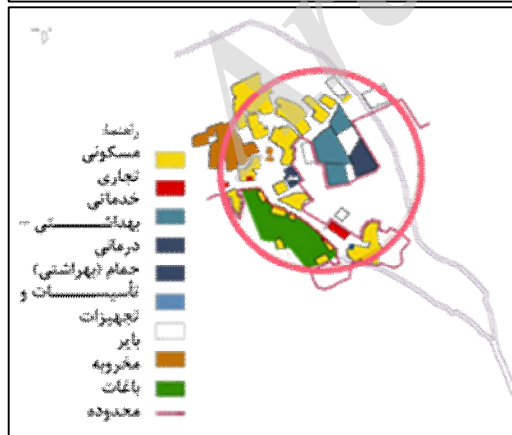 راهنما:
مسکونی
تجاری
خدماتی
بهداشتی -
درمانی
حمام (بهداشتی)
تأسیسات و
تجهیزات
بایر
مخروبه
باغات
محدوده